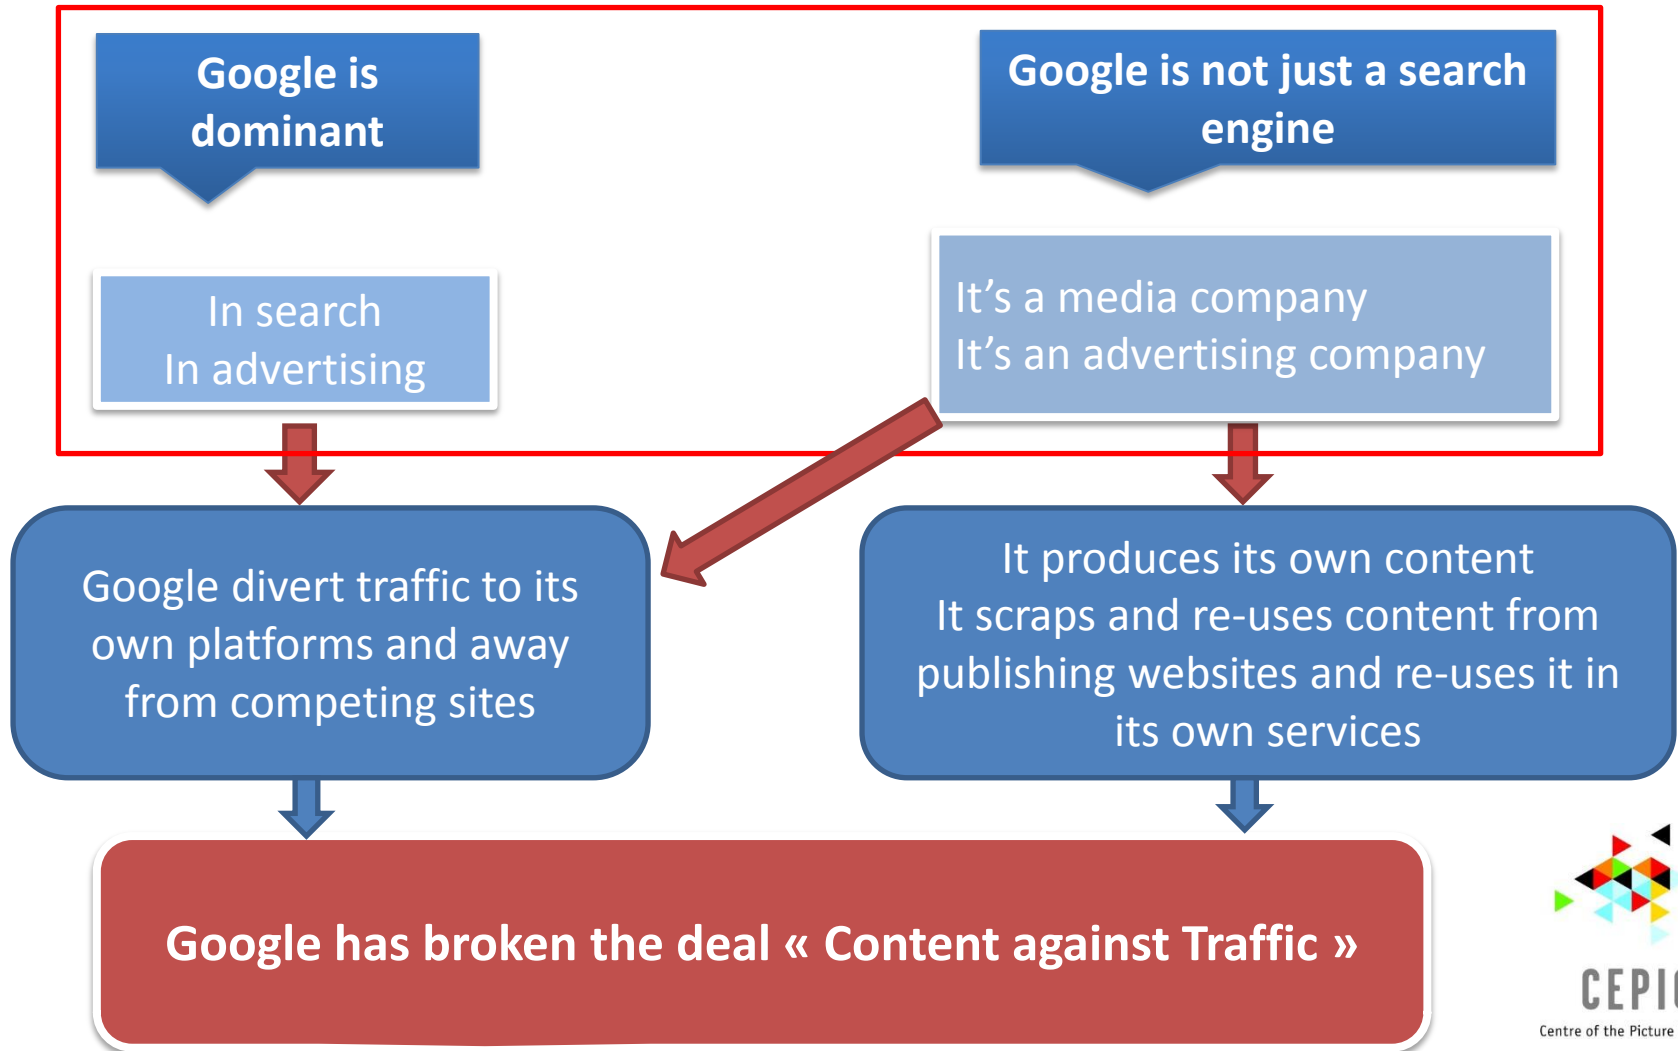 Google is
dominant
Google is not just a search
engine
In search
In advertising
It’s a media company
It’s an advertising company
Google divert traffic to its
own platforms and away
from competing sites
It produces its own content
It scraps and re-uses content from
publishing websites and re-uses it in
its own services
Google has broken the deal « Content against Traffic »
CEPIC
Centre of the Picture